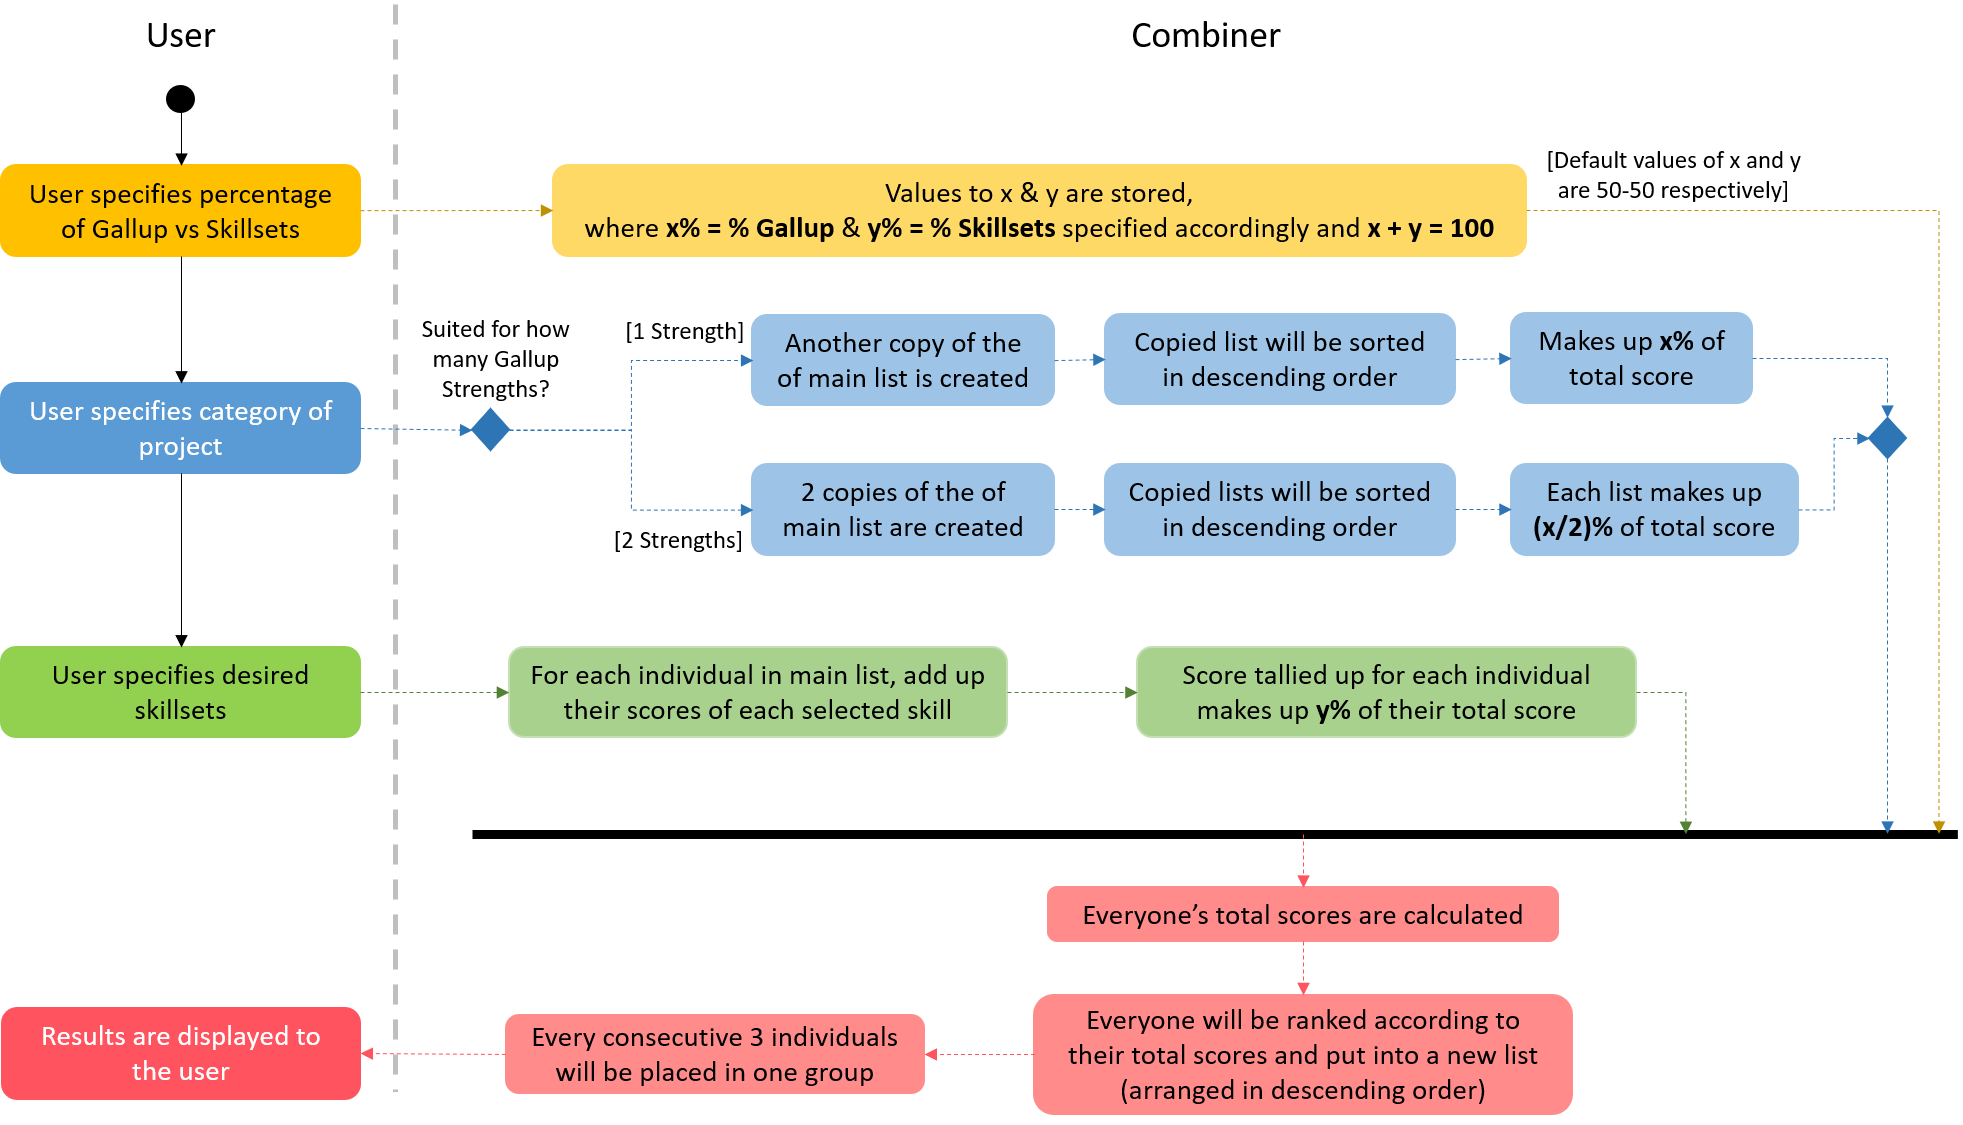 User
Combiner
User specifies percentage
of Gallup vs Skillsets
Values to x & y are stored,
where x% = % Gallup & y% = % Skillsets specified accordingly and x + y = 100
[Default values of x and y
are 50-50 respectively]
User specifies category of
project
Suited for how
many Gallup
Strengths?
[1 Strength]
Another copy of the
of main list is created
Copied list will be sorted
in descending order
Makes up x% of
total score
[2 Strengths]
2 copies of the of
main list are created
Copied lists will be sorted
in descending order
Each list makes up
(x/2)% of total score
User specifies desired
skillsets
For each individual in main list, add up
their scores of each selected skill
Score tallied up for each individual
makes up y% of their total score
Everyone’s total scores are calculated
Everyone will be ranked according to
their total scores and put into a new list
(arranged in descending order)
Every consecutive 3 individuals
will be placed in one group
Results are displayed to
the user